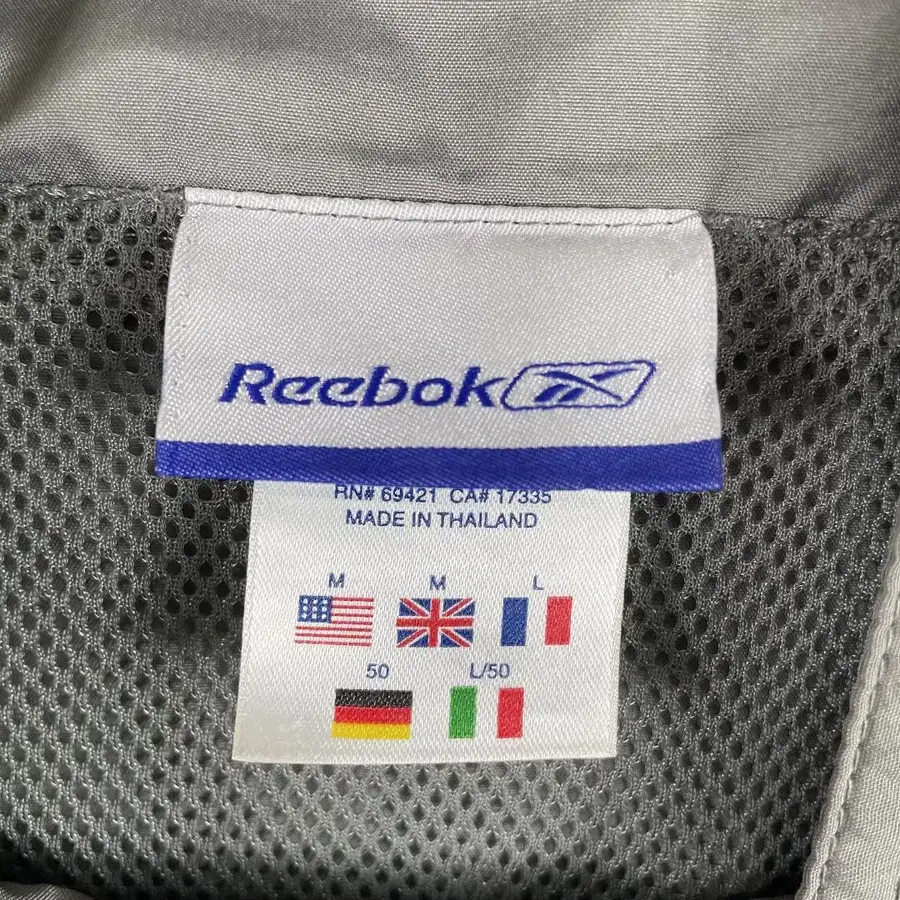 Reebok
RN# 69421 CA# 17335
MADE IN THAILAND
M M L
50 L/50